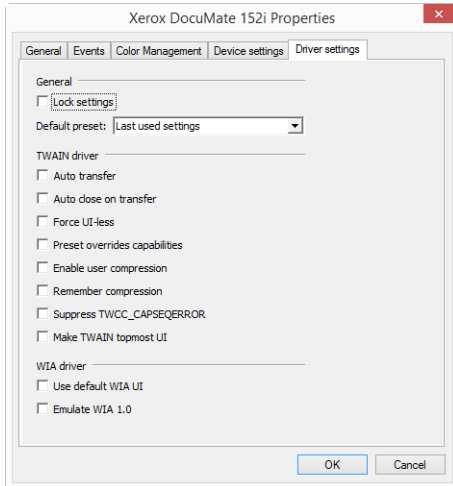 Xerox DocuMate 152i Properties
General Events Color Management Device settings Driver settings
General
Lock settings
Default preset: Last used settings
TWAIN driver
Auto transfer
Auto close on transfer
Force UI-less
Preset overrides capabilities
Enable user compression
Remember compression
Suppress TWCC_CAPSEQERROR
Make TWAIN topmost UI
WIA driver
Use default WIA UI
Emulate WIA 1.0
OK Cancel